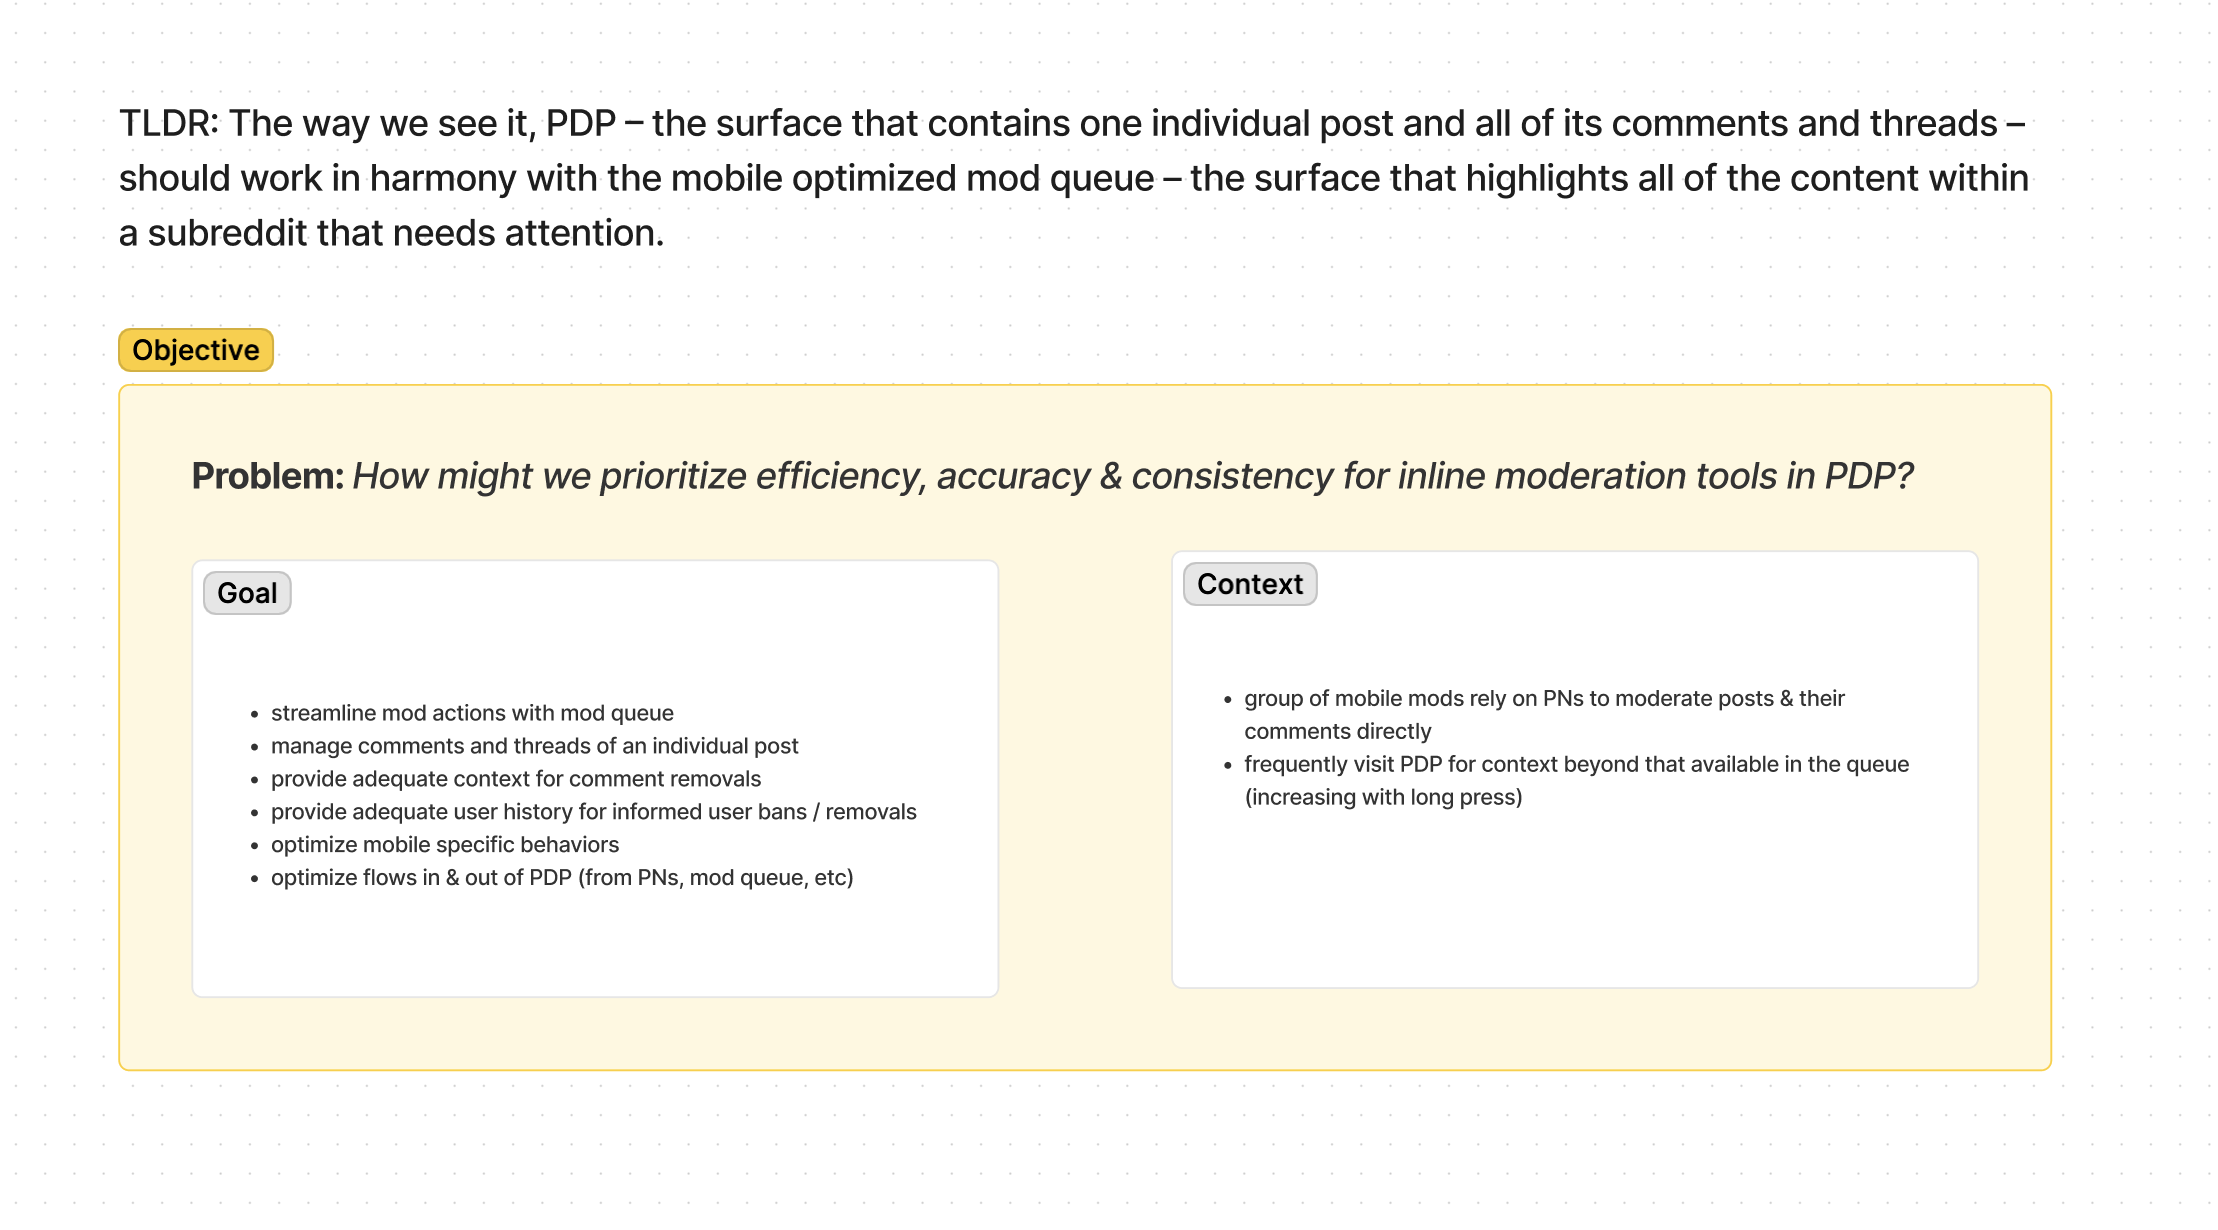 TLDR: The way we see it, PDP – the surface that contains one individual post and all of its comments and threads –
should work in harmony with the mobile optimized mod queue – the surface that highlights all of the content within
a subreddit that needs attention.
Objective
Problem: How might we prioritize efficiency, accuracy & consistency for inline moderation tools in PDP?
Goal
• streamline mod actions with mod queue
• manage comments and threads of an individual post
• provide adequate context for comment removals
• provide adequate user history for informed user bans / removals
• optimize mobile specific behaviors
• optimize flows in & out of PDP (from PNs, mod queue, etc)
Context
• group of mobile mods rely on PNs to moderate posts & their
comments directly
• frequently visit PDP for context beyond that available in the queue
(increasing with long press)